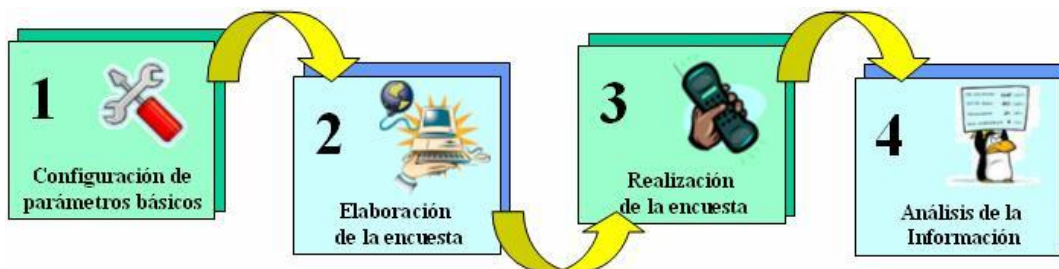 1
Configuración de
parámetros básicos
2
Elaboración
de la encuesta
3
Realización
de la encuesta
4
Análisis de la
Información